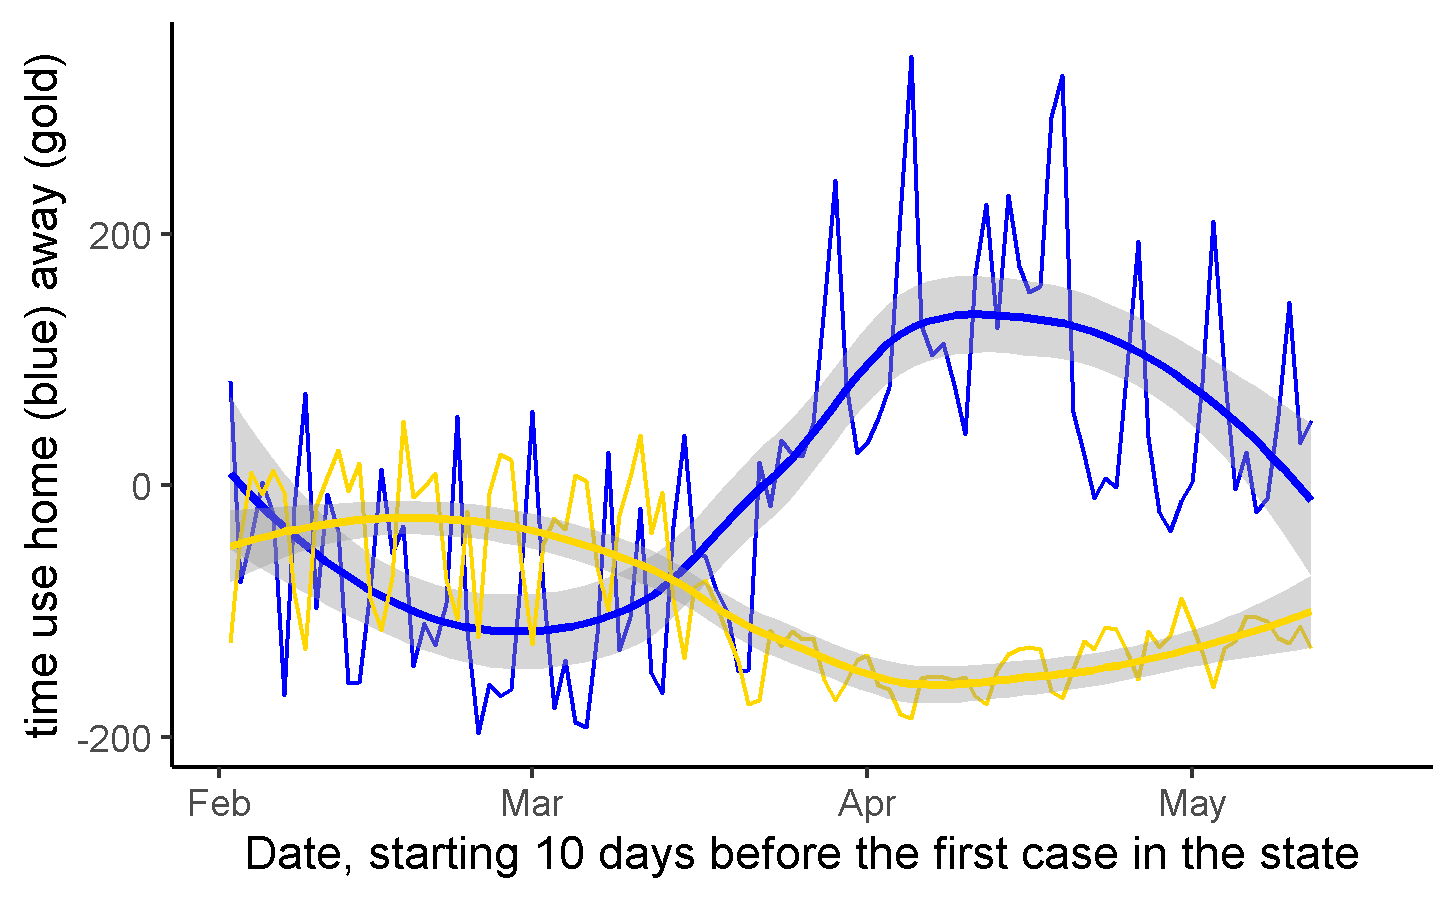 time use home (blue) away (gold)
200
0
-200
Feb Mar Apr May
Date, starting 10 days before the first case in the state